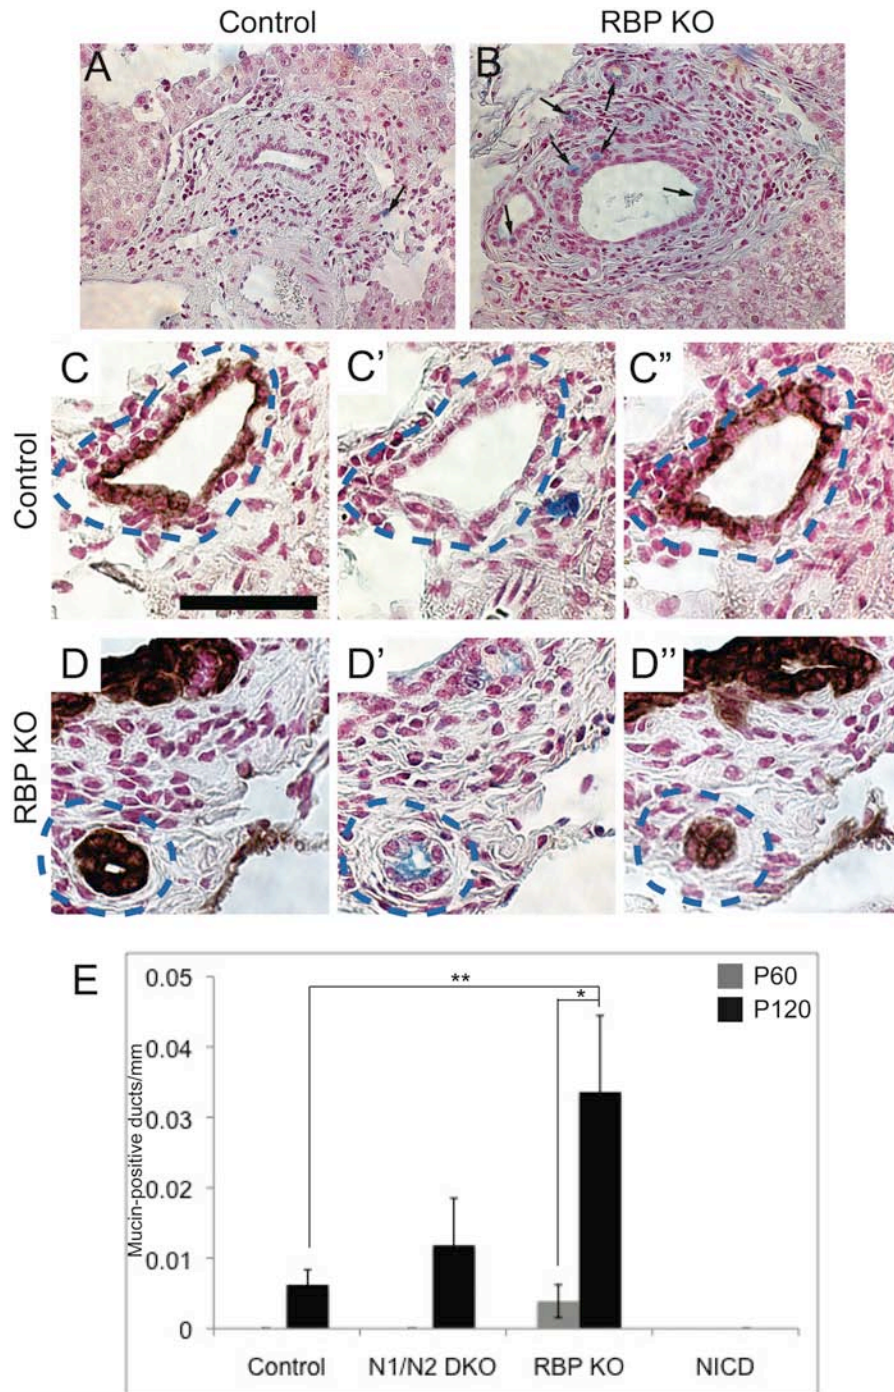 Control RBP KO
A B
Control
C C' C"
RBP KO
D D' D"
E
Mucin-positive ducts/mm
** *
P60
P120
0.05
0.04
0.03
0.02
0.01
0
Control N1/N2 DKO RBP KO NICD